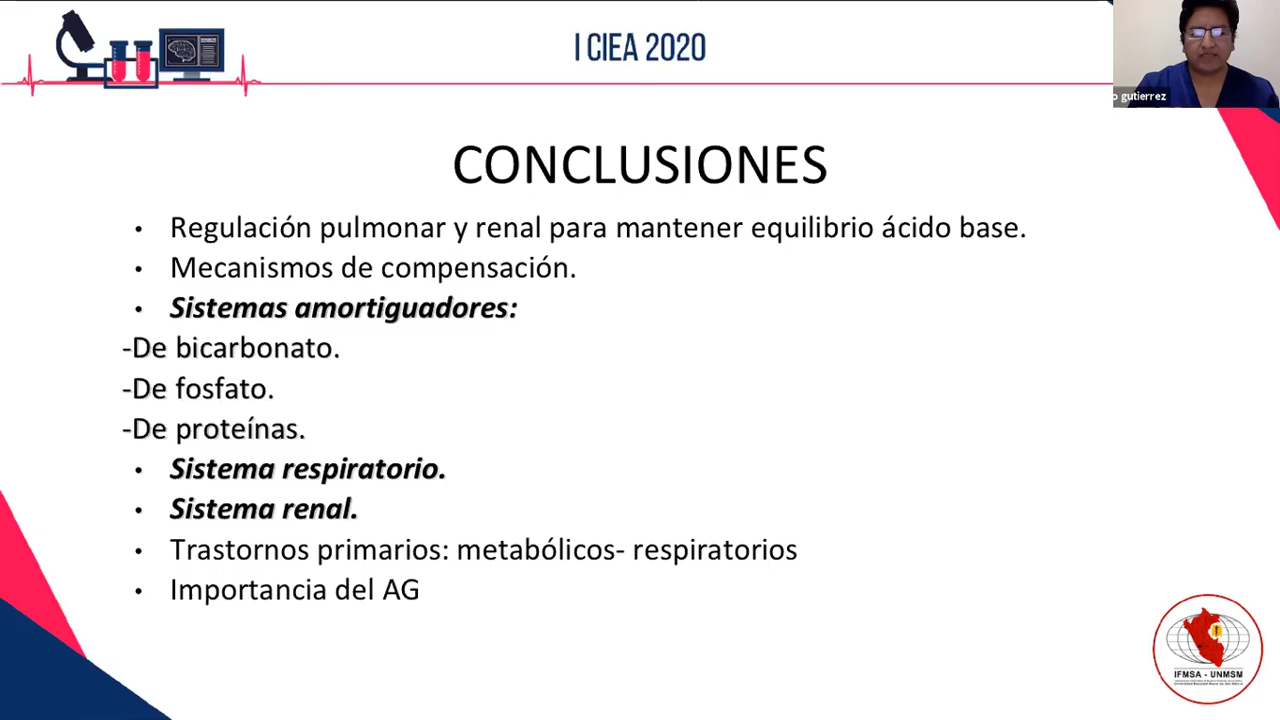 I CIEA 2020
o gutierrez
CONCLUSIONES
• Regulación pulmonar y renal para mantener equilibrio ácido base.
• Mecanismos de compensación.
• Sistemas amortiguadores:
-De bicarbonato.
-De fosfato.
-De proteínas.
• Sistema respiratorio.
• Sistema renal.
• Trastornos primarios: metabólicos- respiratorios
• Importancia del AG
IFMSA - UNMSM